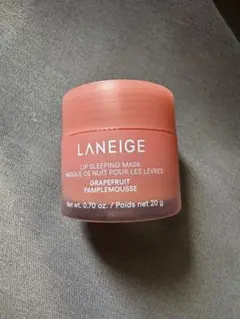 LANEIGE
LIP SLEEPING MASK
MASQUE DE NUIT POUR LES LÈVRES
GRAPEFRUIT
PAMPLEMOUSSE
Net wt. 0.70 oz. / Poids net 20 g